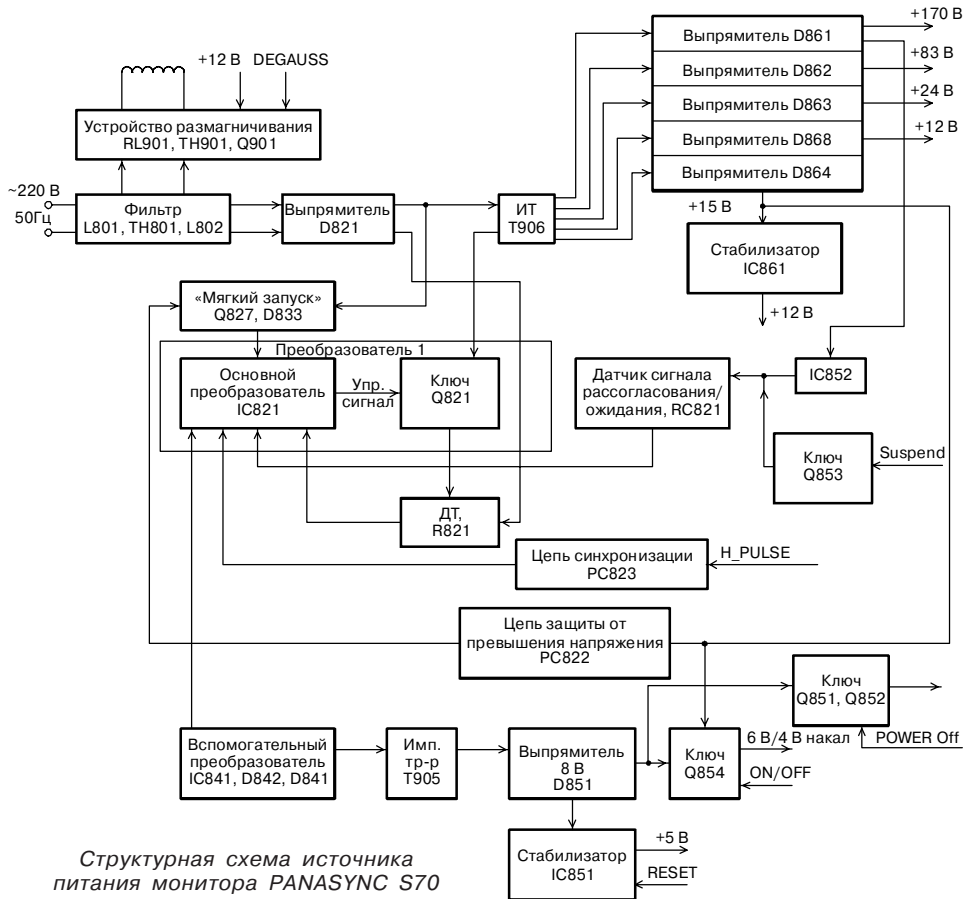 +12 В DEGAUSS
Устройство размагничивания
RL901, TH901, Q901
~220 В
50Гц
Фильтр
L801, TH801, L802
Выпрямитель
D821
ИТ
T906
Выпрямитель D861
Выпрямитель D862
Выпрямитель D863
Выпрямитель D868
Выпрямитель D864
+170 В
+83 В
+24 В
+12 В
+15 В
Стабилизатор
IC861
+12 В
«Мягкий запуск»
Q827, D833
Преобразователь 1
Основной
преобразователь
IC821
Упр.
сигнал
Ключ
Q821
Датчик сигнала
рассогласования/
ожидания, RC821
IC852
Ключ
Q853
Suspend
ДТ,
R821
Цепь синхронизации
PC823
H_PULSE
Цепь защиты от
превышения напряжения
PC822
Ключ
Q851, Q852
POWER Off
Вспомогательный
преобразователь
IC841, D842, D841
Имп.
тр-р
T905
Выпрямитель
8 В
D851
Ключ
Q854
6 В/4 В накал
ON/OFF
Стабилизатор
IC851
+5 В
RESET
Структурная схема источника
питания монитора PANASYNC S70